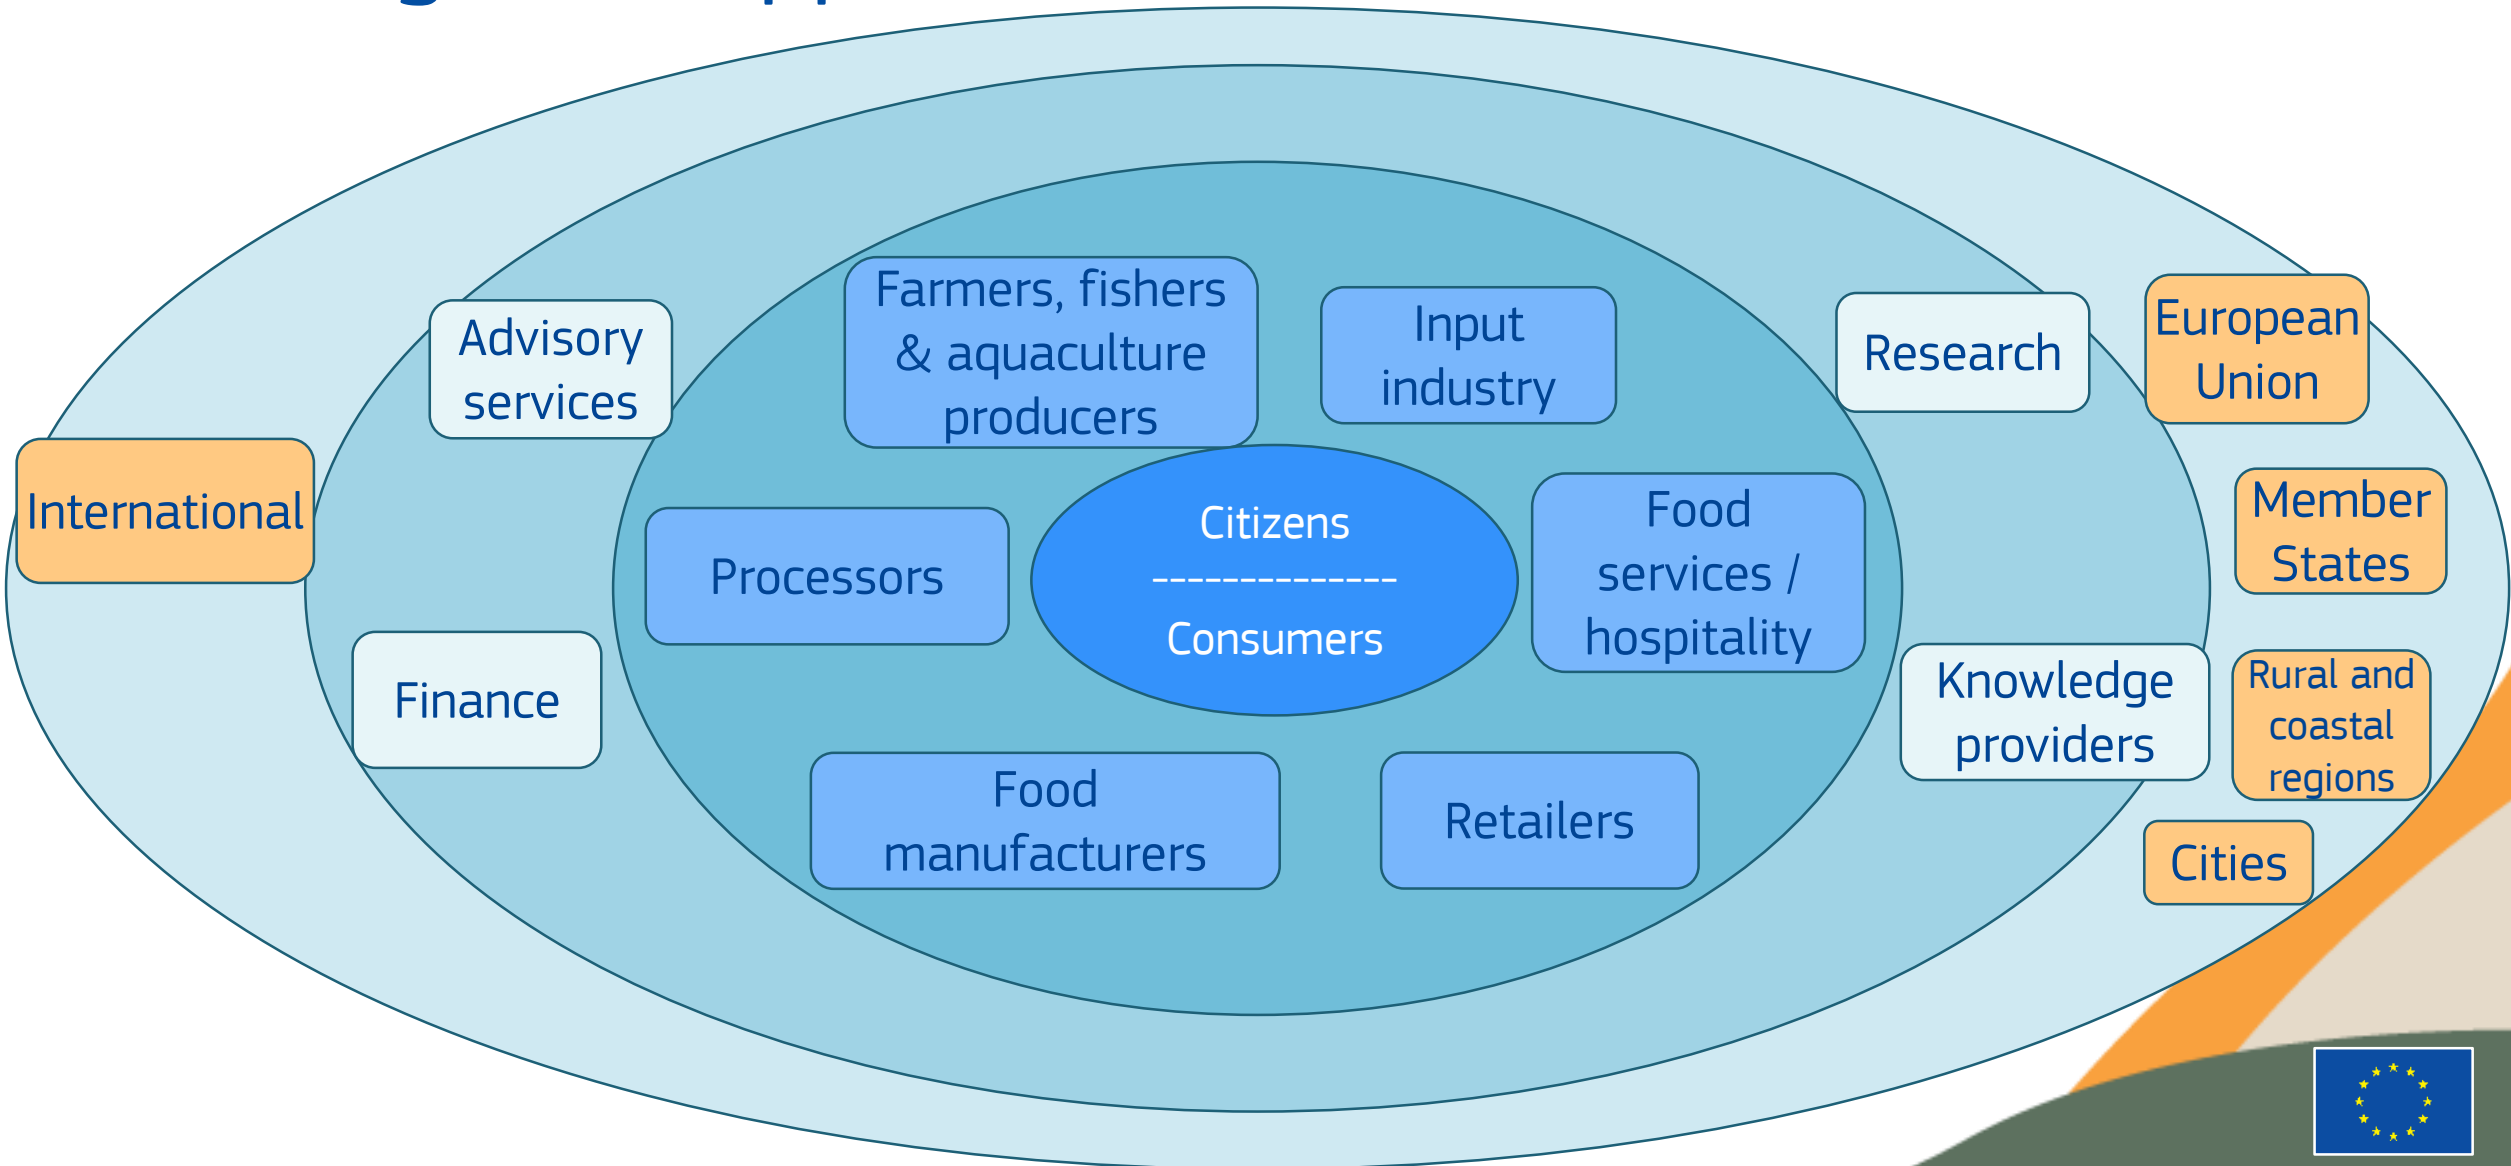 Farmers, fishers
& aquaculture
producers
Input
industry
Advisory
services
Research
European
Union
International
Member
States
Citizens
--------------
Consumers
Processors
Food
services /
hospitality
Finance
Knowledge
providers
Rural and
coastal
regions
Food
manufacturers
Retailers
Cities